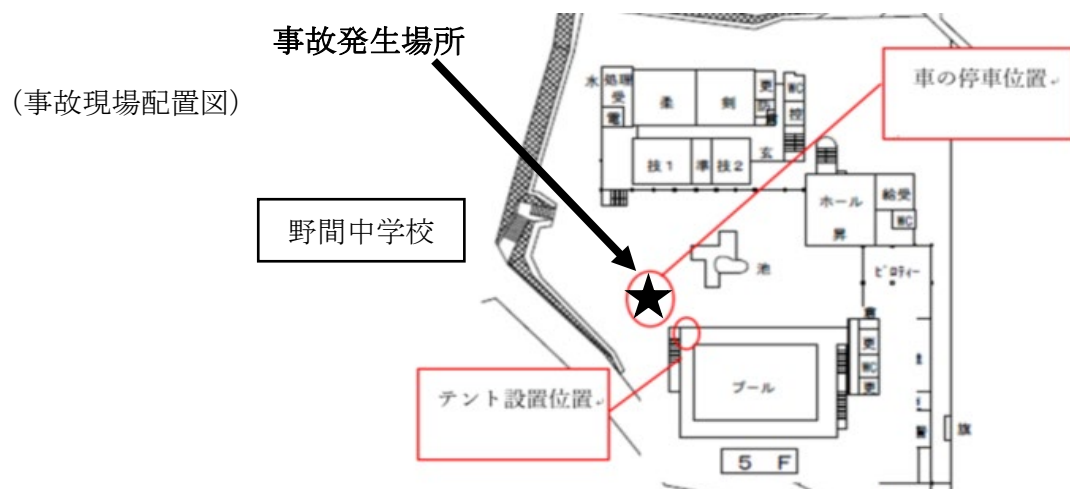 事故発生場所
車の停車位置
(事故現場配置図)
水
処理
受
電
柔
剣
更
WC
控
技1
準
技2
玄
ホール
昇
給受
WC
野間中学校
池
ピロティー
テント設置位置
プール
更
WC
更
旗
5 F